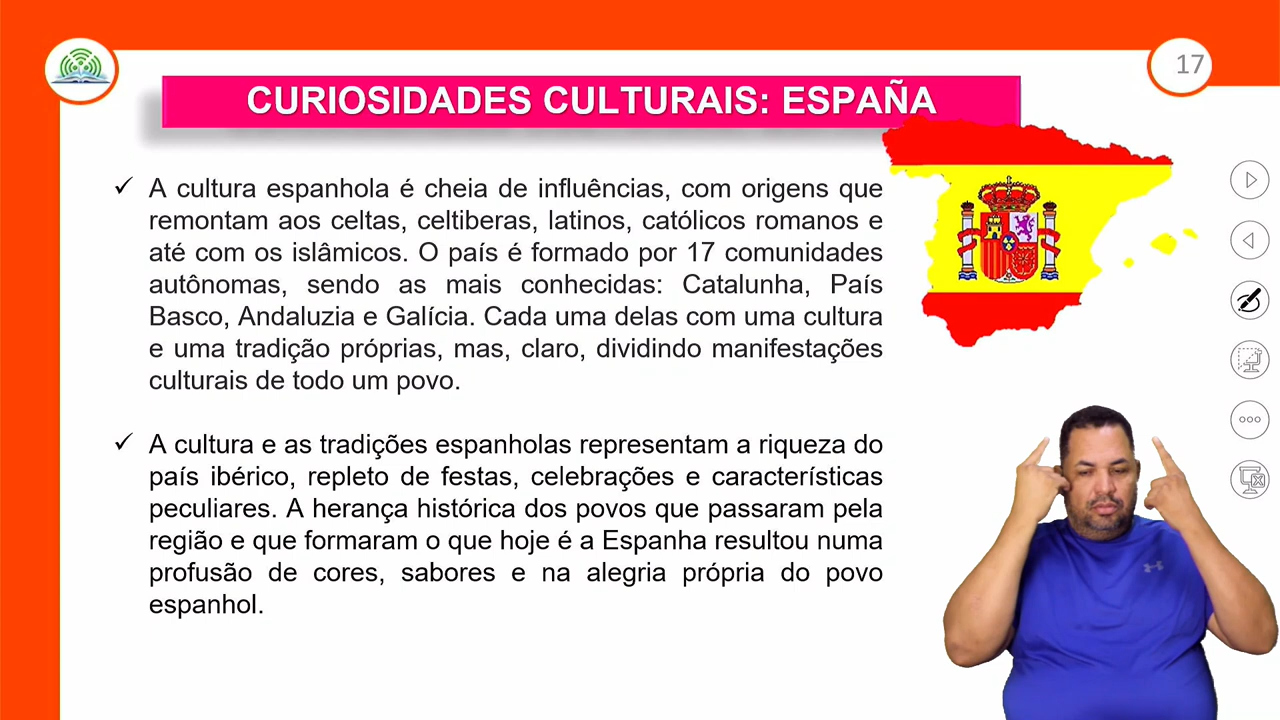 17
CURIOSIDADES CULTURAIS: ESPAÑA
✓ A cultura espanhola é cheia de influências, com origens que
remontam aos celtas, celtiberas, latinos, católicos romanos e
até com os islâmicos. O país é formado por 17 comunidades
autônomas, sendo as mais conhecidas: Catalunha, País
Basco, Andaluzia e Galícia. Cada uma delas com uma cultura
e uma tradição próprias, mas, claro, dividindo manifestações
culturais de todo um povo.
✓ A cultura e as tradições espanholas representam a riqueza do
país ibérico, repleto de festas, celebrações e características
peculiares. A herança histórica dos povos que passaram pela
região e que formaram o que hoje é a Espanha resultou numa
profusão de cores, sabores e na alegria própria do povo
espanhol.